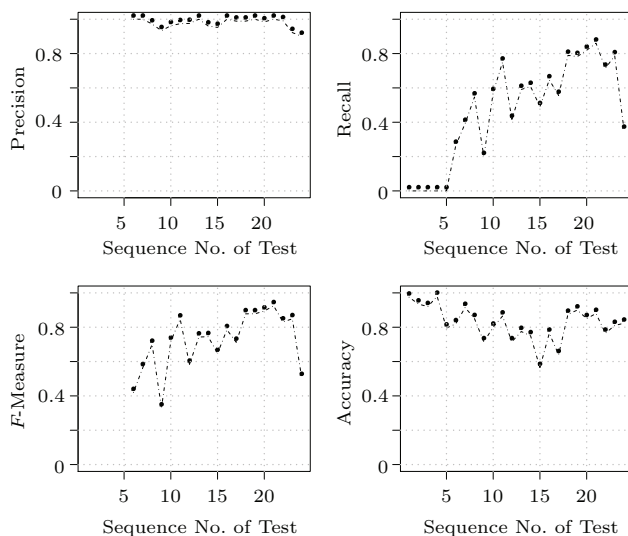 0.8
0.4
0
Precision
5 10 15 20
Sequence No. of Test
0.8
0.4
0
Recall
5 10 15 20
Sequence No. of Test
0.8
0.4
0
F-Measure
5 10 15 20
Sequence No. of Test
0.8
0.4
0
Accuracy
5 10 15 20
Sequence No. of Test